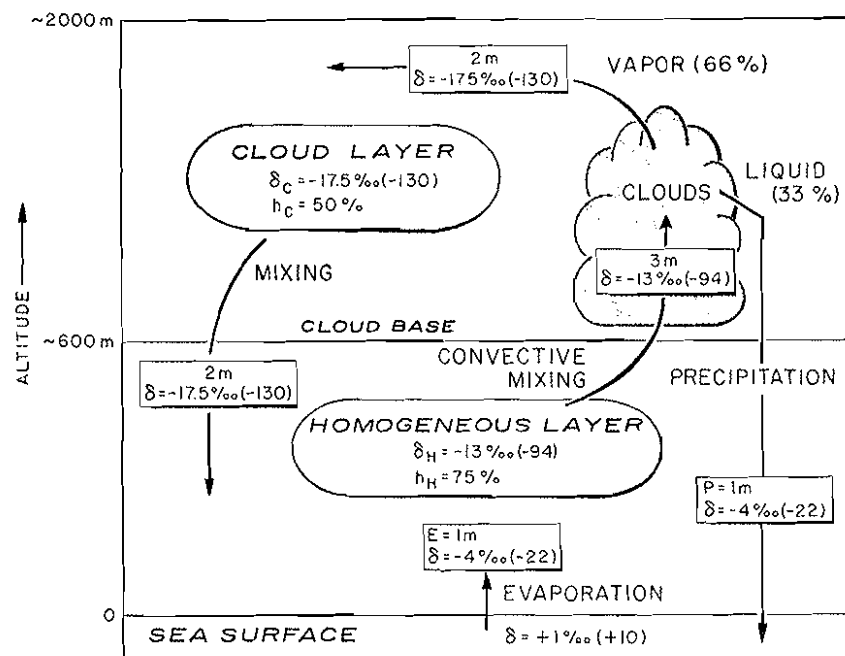 ~2000 m
2 m
δ=-17.5‰(-130)
VAPOR (66%)
CLOUD LAYER
δC=-17.5‰(-130)
hC=50%
CLOUDS
LIQUID
(33%)
MIXING
3 m
δ=-13‰(-94)
ALTITUDE
CLOUD BASE
~600 m
CONVECTIVE
MIXING
PRECIPITATION
2 m
δ=-17.5‰(-130)
HOMOGENEOUS LAYER
δH=-13‰(-94)
hH=75%
P=1m
δ=-4‰(-22)
E=1m
δ=-4‰(-22)
EVAPORATION
0
SEA SURFACE
δ=+1‰(+10)